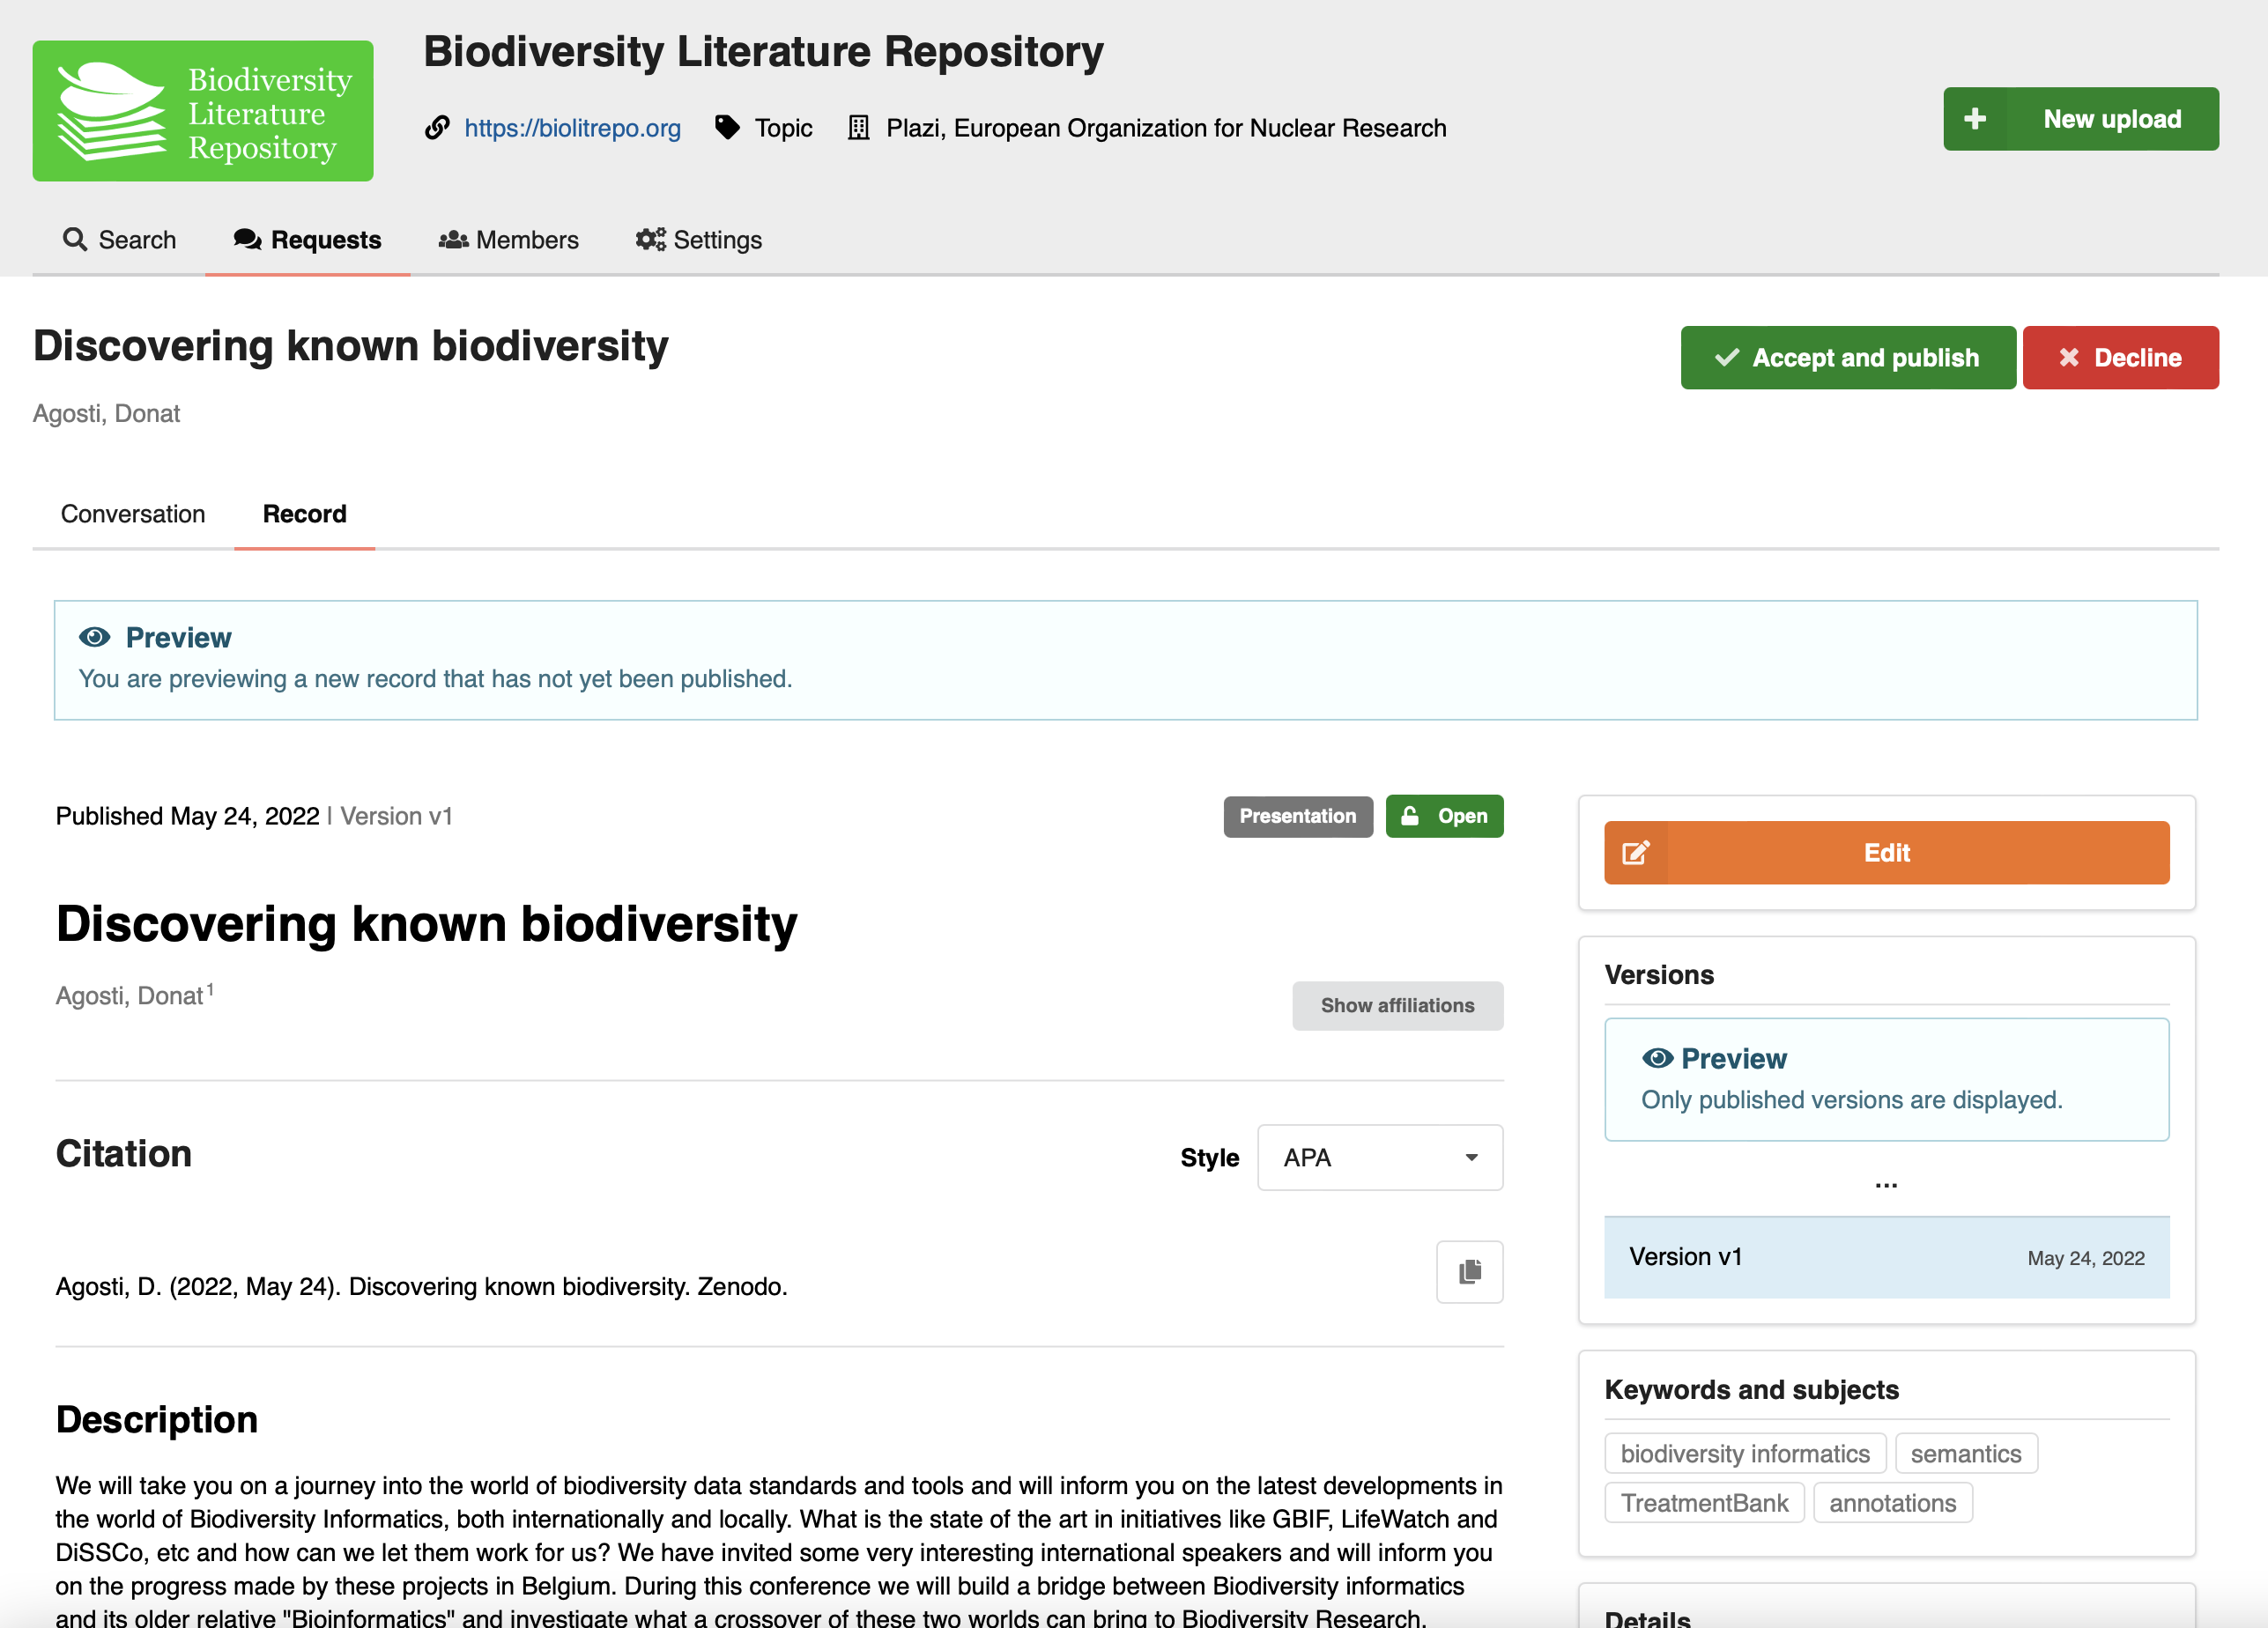 Biodiversity
Literature
Repository
Biodiversity Literature Repository
https://biolitrepo.org Topic Plazi, European Organization for Nuclear Research
New upload
Search Requests Members Settings
Discovering known biodiversity
Accept and publish Decline
Agosti, Donat
Conversation Record
Preview
You are previewing a new record that has not yet been published.
Published May 24, 2022 | Version v1
Presentation Open
Discovering known biodiversity
Agosti, Donat1
Show affiliations
Citation
Style APA
Agosti, D. (2022, May 24). Discovering known biodiversity. Zenodo.
Description
We will take you on a journey into the world of biodiversity data standards and tools and will inform you on the latest developments in
the world of Biodiversity Informatics, both internationally and locally. What is the state of the art in initiatives like GBIF, LifeWatch and
DiSSCo, etc and how can we let them work for us? We have invited some very interesting international speakers and will inform you
on the progress made by these projects in Belgium. During this conference we will build a bridge between Biodiversity informatics
and its older relative "Bioinformatics" and investigate what a crossover of these two worlds can bring to Biodiversity Research.
Edit
Versions
Preview
Only published versions are displayed.
...
Version v1 May 24, 2022
Keywords and subjects
biodiversity informatics semantics
TreatmentBank annotations
Details